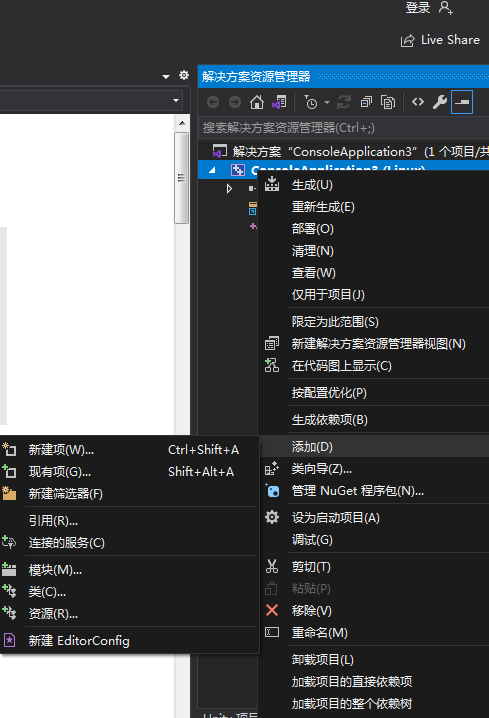 登录
Live Share
解决方案资源管理器
搜索解决方案资源管理器(Ctrl+;)
解决方案“ConsoleApplication3”(1 个项目/共
ConsoleApplication3 (Linux)
生成(U)
重新生成(E)
部署(O)
清理(N)
查看(W)
仅用于项目(J)
限定为此范围(S)
新建解决方案资源管理器视图(N)
在代码图上显示(C)
按配置优化(P)
生成依赖项(B)
添加(D)
类向导(Z)...
管理 NuGet 程序包(N)...
设为启动项目(A)
调试(G)
剪切(T)
粘贴(P)
移除(V)
重命名(M)
卸载项目(L)
加载项目的直接依赖项
加载项目的整个依赖树
新建项(W)... Ctrl+Shift+A
现有项(G)... Shift+Alt+A
新建筛选器(F)
引用(R)...
连接的服务(C)
模块(M)...
类(C)...
资源(R)...
新建 EditorConfig